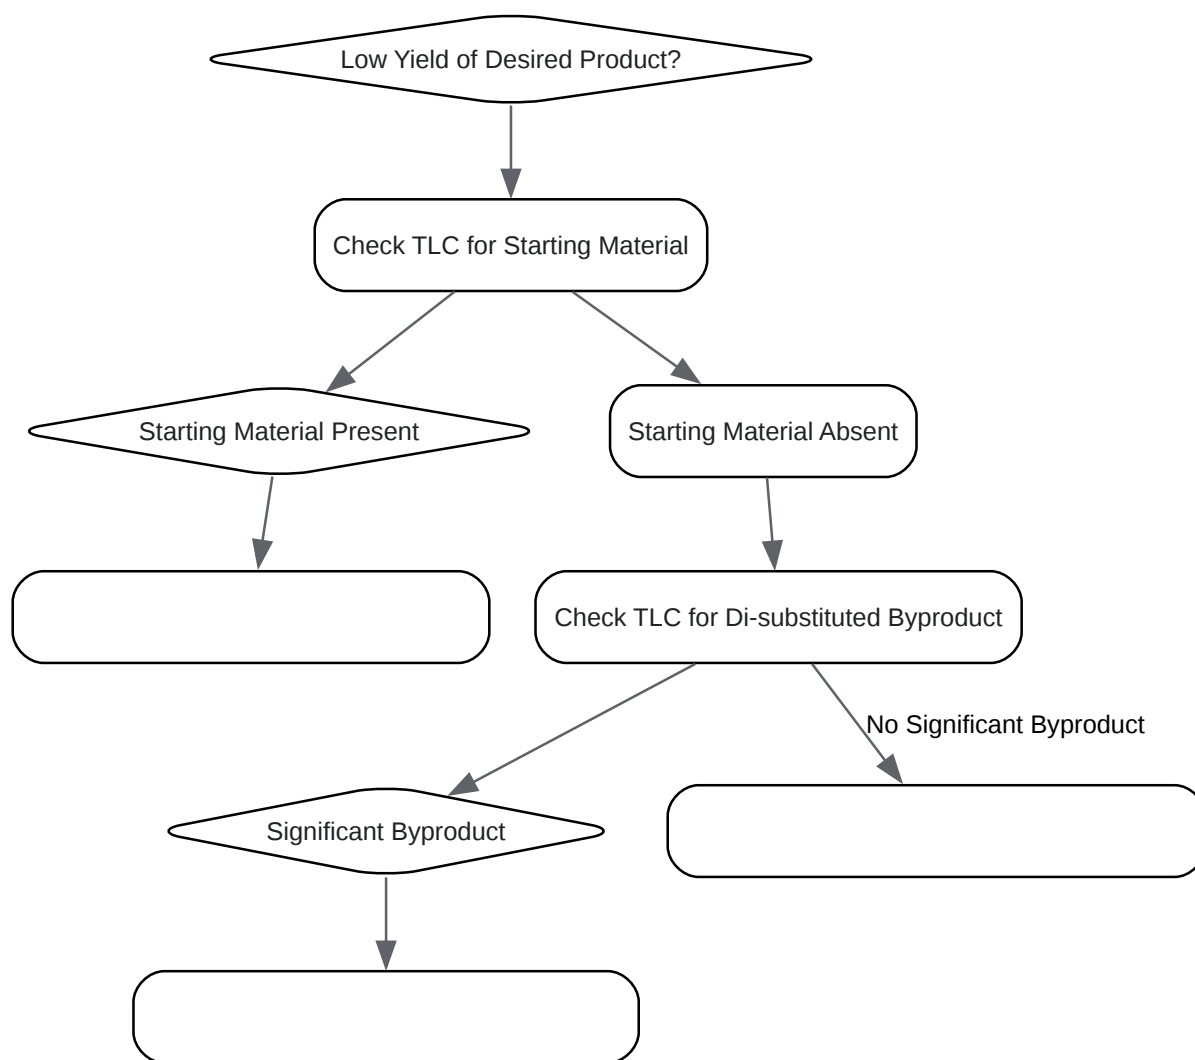 Low Yield of Desired Product?
Check TLC for Starting Material
Starting Material Present
Starting Material Absent
Check TLC for Di-substituted Byproduct
No Significant Byproduct
Significant Byproduct